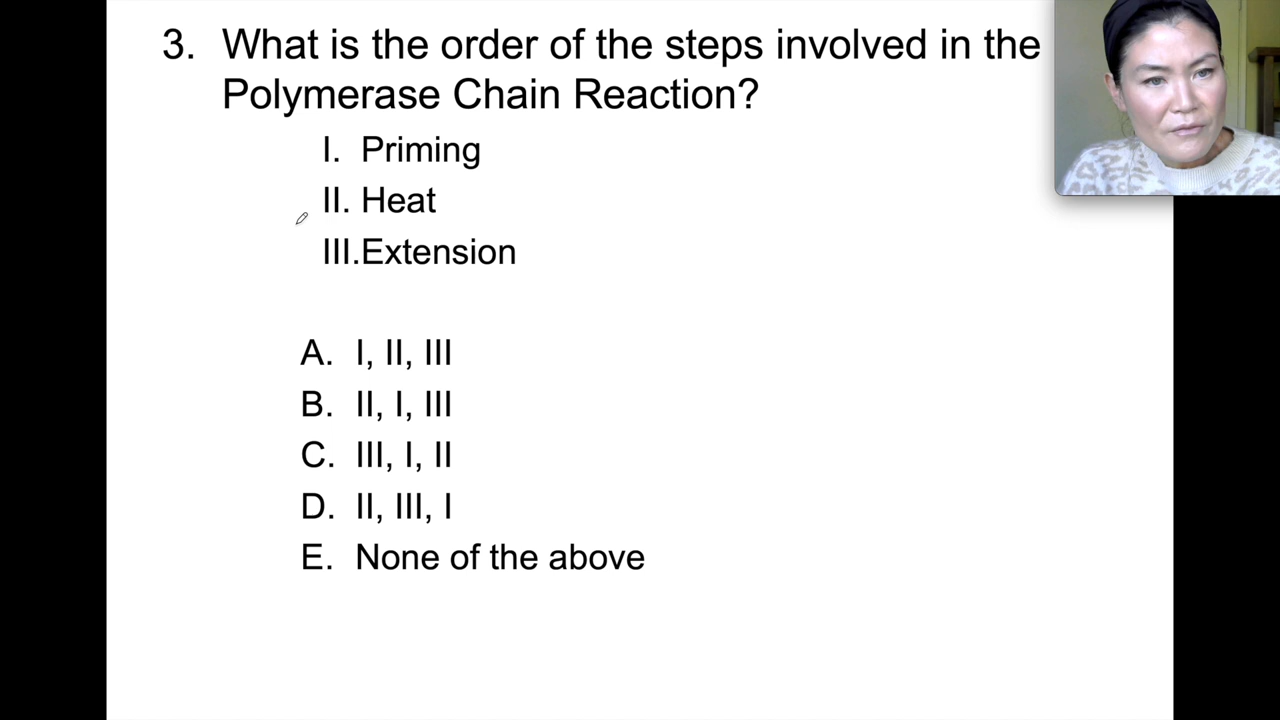 3. What is the order of the steps involved in the
Polymerase Chain Reaction?
I. Priming
II. Heat
III.Extension
A. I, II, III
B. II, I, III
C. III, I, II
D. II, III, I
E. None of the above